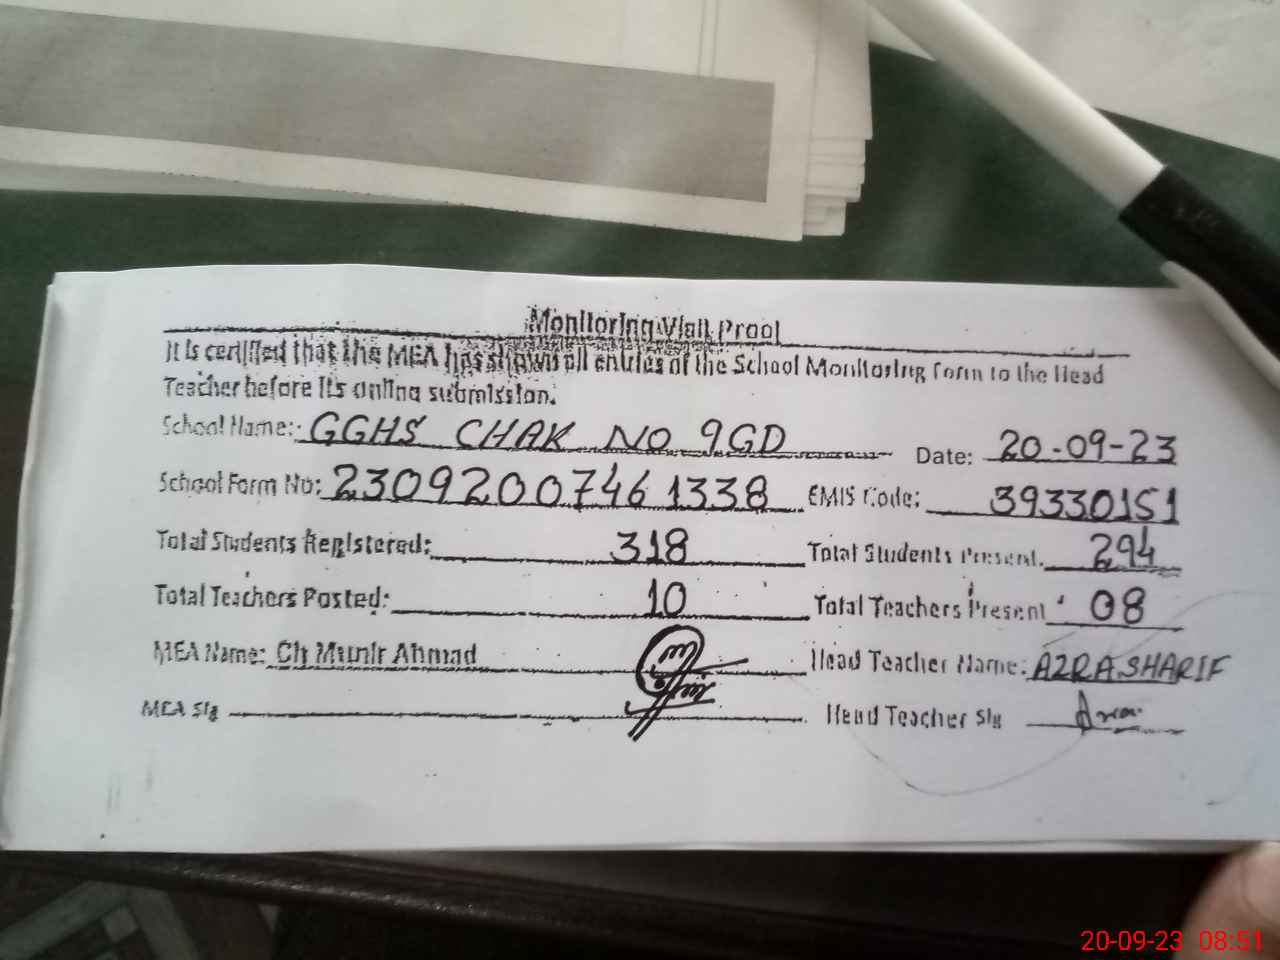 Monitoring Visit Proof
It is certified that the MEA has shown all entries of the School Monitoring Form to the Head
Teacher before it's online submission.
School Name: GGHS CHAK NO 9GD Date: 20-09-23
School Form No: 23092007461338 EMIS Code: 39330151
Total Students Registered: 318 Total Students Present. 294
Total Teachers Posted: 10 Total Teachers Present 08
MEA Name: Ch Munir Ahmad Head Teacher Name: AZRA SHARIF
MEA Sig Head Teacher Sig
20-09-23 08:51